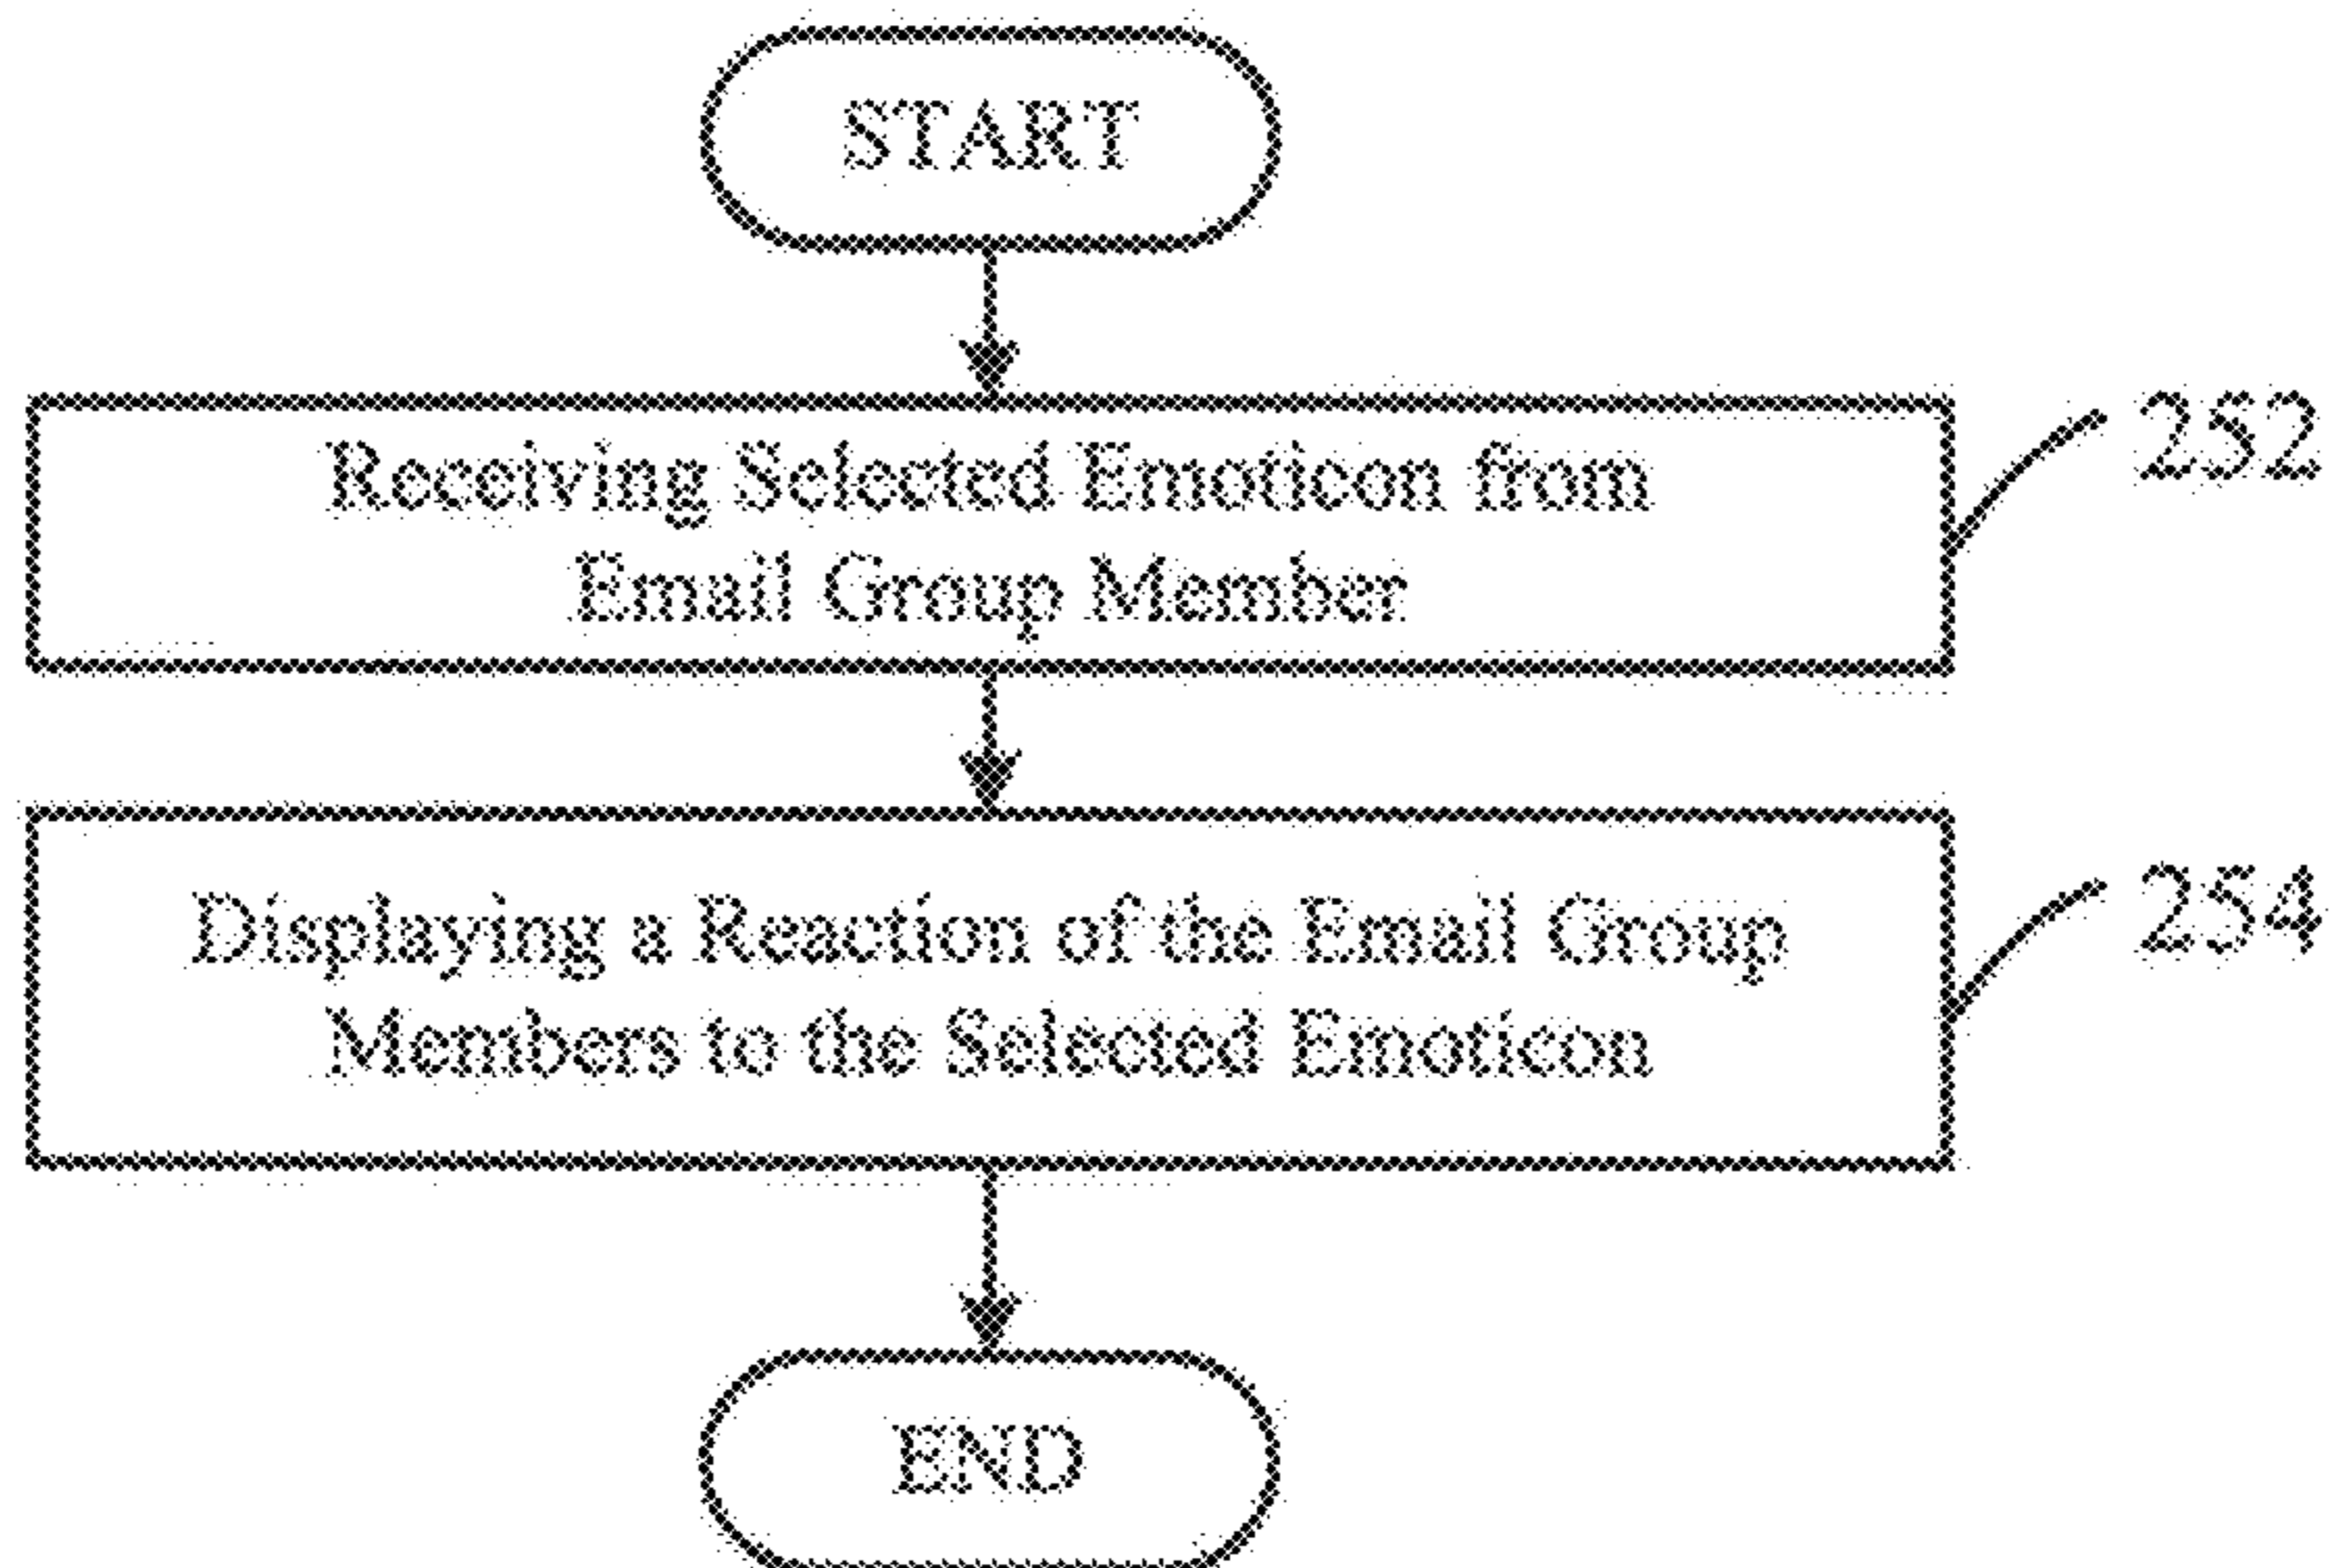 START
Receiving Selected Emoticon from
Email Group Member
252
Displaying a Reaction of the Email Group
Members to the Selected Emoticon
254
END